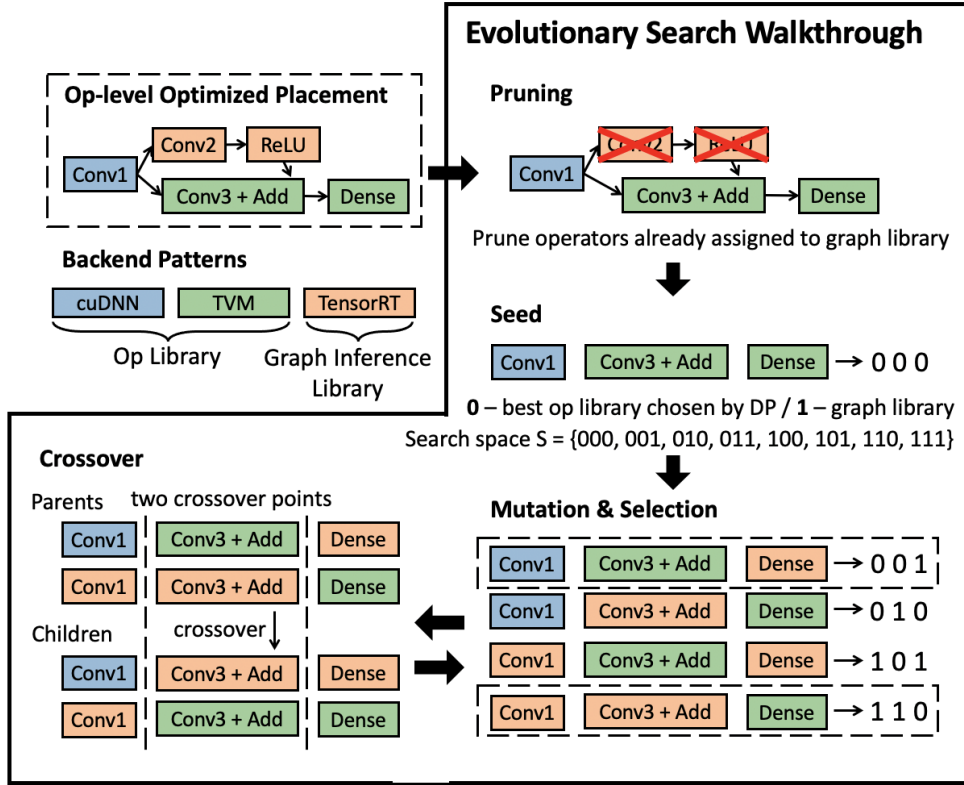 Evolutionary Search Walkthrough
Op-level Optimized Placement
Conv1
Conv2
ReLU
Conv3 + Add
Dense
Backend Patterns
cuDNN
TVM
TensorRT
Op Library
Graph Inference
Library
Pruning
Conv1
Conv2
ReLU
Conv3 + Add
Dense
Prune operators already assigned to graph library
Seed
Conv1 Conv3 + Add Dense 0 0 0
0 – best op library chosen by DP / 1 – graph library
Search space S = {000, 001, 010, 011, 100, 101, 110, 111}
Mutation & Selection
Conv1 Conv3 + Add Dense 0 0 1
Conv1 Conv3 + Add Dense 0 1 0
Conv1 Conv3 + Add Dense 1 0 1
Conv1 Conv3 + Add Dense 1 1 0
Crossover
Parents two crossover points
Conv1 Conv3 + Add Dense
Conv1 Conv3 + Add Dense
Children crossover
Conv1 Conv3 + Add Dense
Conv1 Conv3 + Add Dense